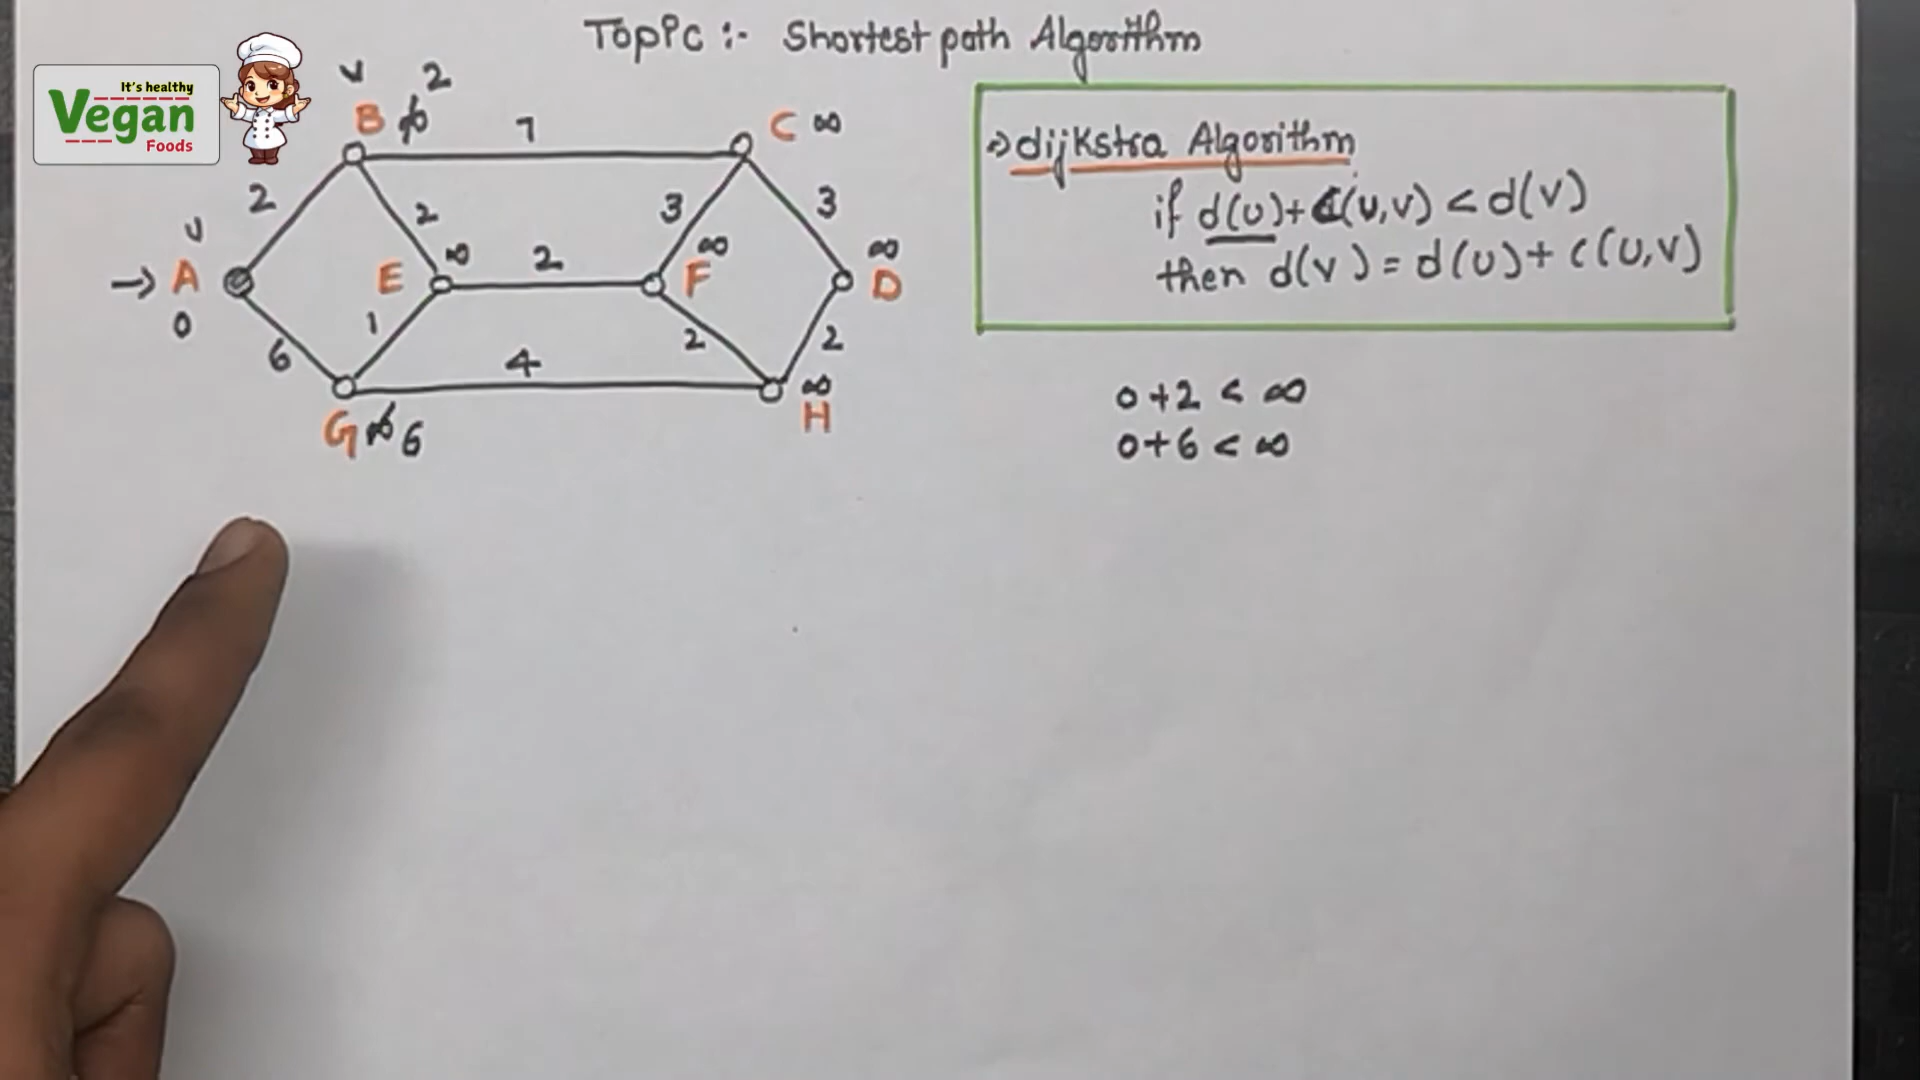 Topic :- Shortest path Algorithm
It's healthy
Vegan
Foods
v
2
B ∞
7
C ∞
⇒ dijkstra Algorithm
if d(u)+c(u,v) < d(v)
then d(v) = d(u) + c(u,v)
2
2
3
3
v
→ A
0
E ∞
2
∞
F
∞
D
6
1
4
2
2
G ∞ 6
∞
H
0+2 < ∞
0+6 < ∞